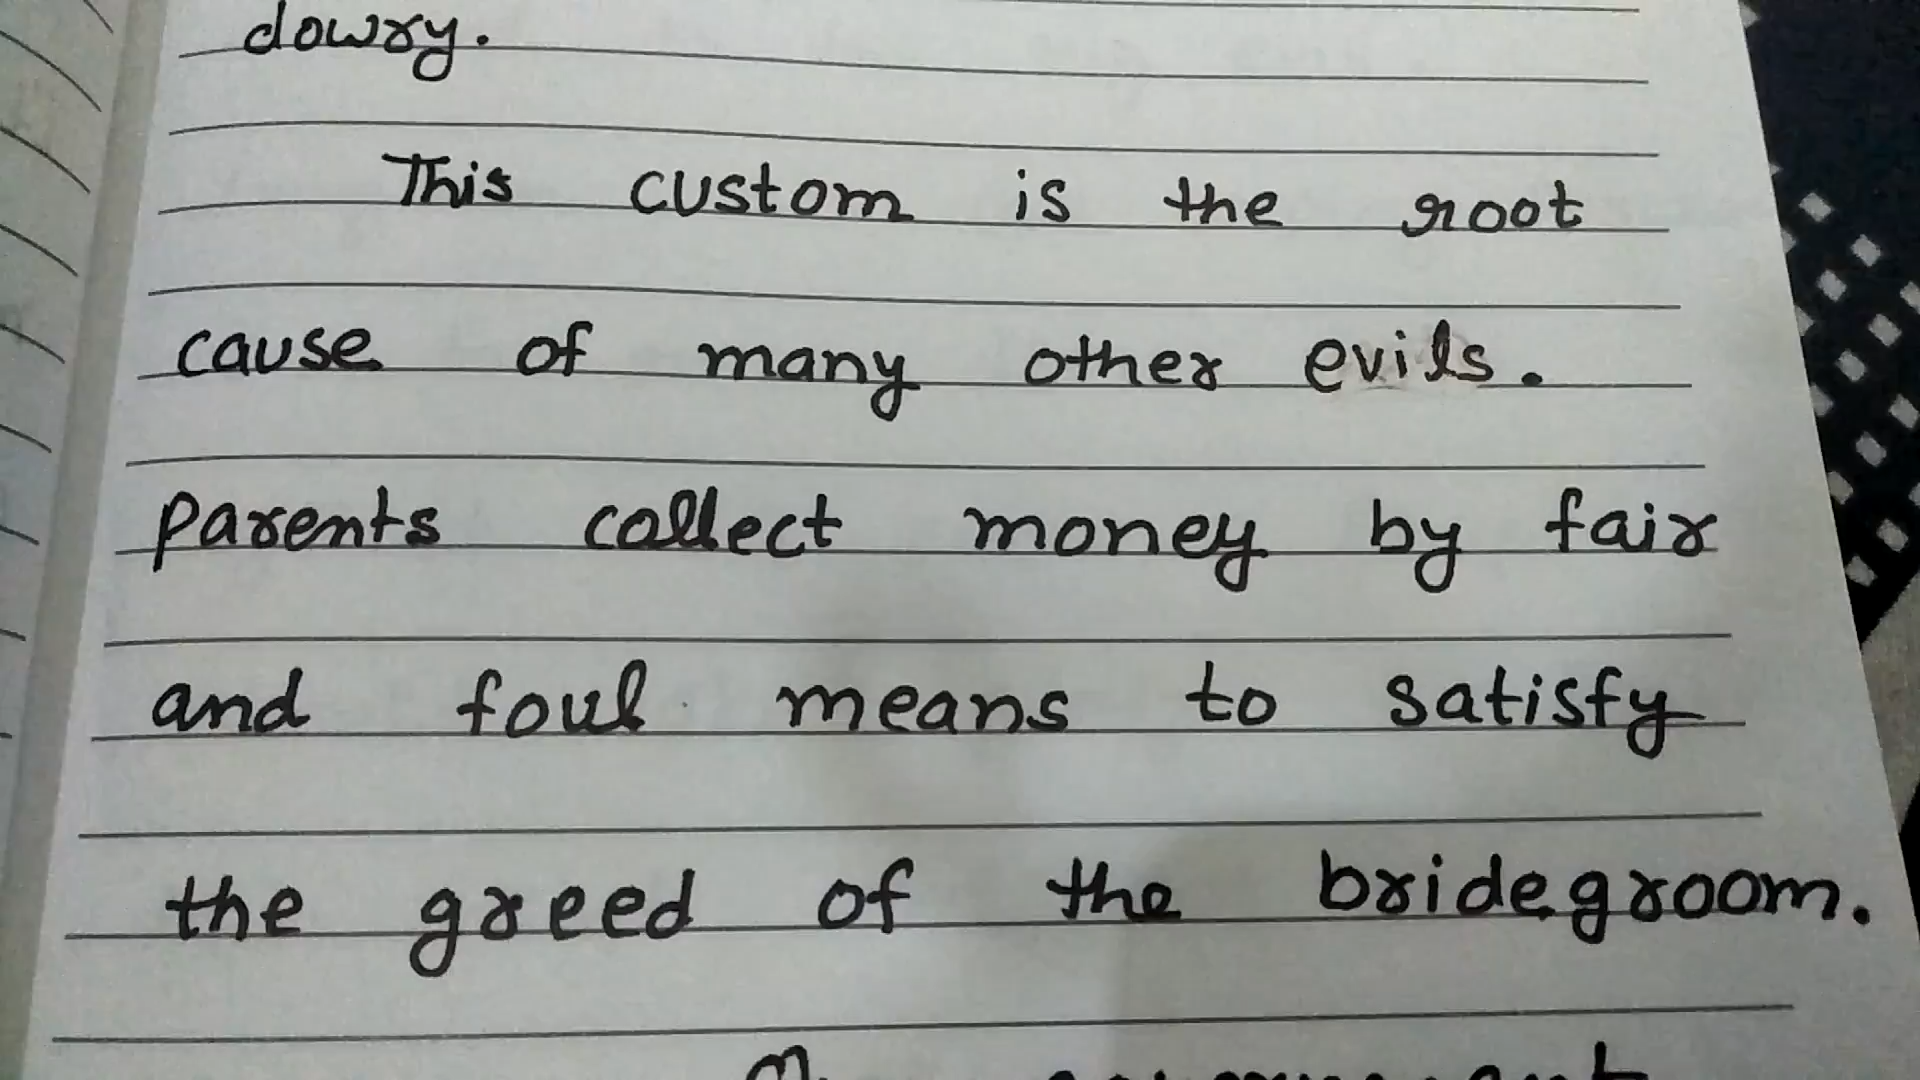 dowry.
This custom is the root
cause of many other evils.
parents collect money by fair
and foul means to satisfy
the greed of the bridegroom.